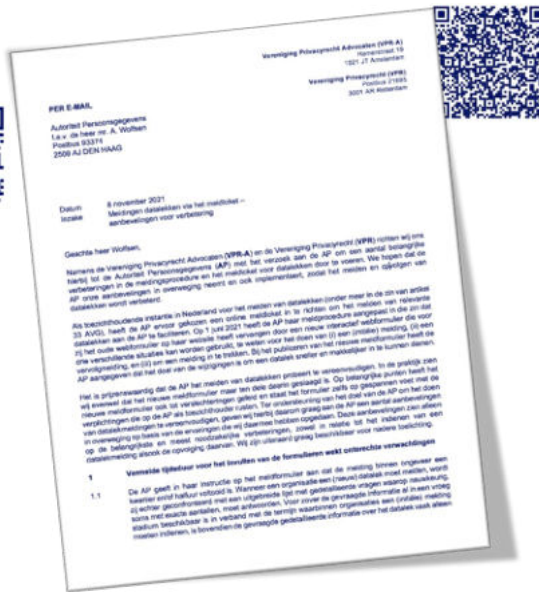 Vereniging Privacyrecht Advocaten (VPR-A)
1021 JT Amsterdam
Vereniging Privacyrecht (VPR)
Postbus 21685
3001 AR Rotterdam
PER E-MAIL
Autoriteit Persoonsgegevens
t.a.v. de heer mr. A. Wolfsen
Postbus 93374
2509 AJ DEN HAAG
Datum 8 november 2021
Inzake Meldingen datalekken via het meldloket –
aanbevelingen voor verbetering
Geachte heer Wolfsen,
Namens de Vereniging Privacyrecht Advocaten (VPR-A) en de Vereniging Privacyrecht (VPR) richten wij ons
hierbij tot de Autoriteit Persoonsgegevens (AP) met het verzoek aan de AP om een aantal belangrijke
verbeteringen in de meldingsprocedure en het meldloket voor datalekken door te voeren. We hopen dat de
AP onze aanbevelingen in overweging neemt en ook implementeert, zodat het melden en opvolgen van
datalekken wordt verbeterd.
Als toezichthoudende instantie in Nederland voor het melden van datalekken (onder meer in de zin van artikel
33 AVG), heeft de AP ervoor gekozen een online meldloket in te richten om het melden van relevante
datalekken aan de AP te faciliteren. Op 1 juni 2021 heeft de AP haar meldprocedure aangepast in die zin dat
zij het oude webformulier op haar website heeft vervangen door een nieuw interactief webformulier die voor
drie verschillende situaties kan worden gebruikt, te weten voor het doen van (i) een (initiële) melding, (ii) een
vervolgmelding, en (iii) om een melding in te trekken. Bij het publiceren van het nieuwe meldformulier heeft de
AP aangegeven dat het doel van de wijzigingen is om een datalek sneller en makkelijker in te kunnen dienen.
Het is prijzenswaardig dat de AP het melden van datalekken probeert te vereenvoudigen. In de praktijk zien
wij evenwel dat het nieuwe meldformulier maar ten dele daarin geslaagd is. Op belangrijke punten heeft het
nieuwe meldformulier ook tot verslechteringen geleid en staat het formulier zelfs op gespannen voet met de
verplichtingen die op de AP als toezichthouder rusten. Ter ondersteuning van het doel van de AP om het doen
van datalekmeldingen te vereenvoudigen, geven wij hierbij daarom graag aan de AP een aantal aanbevelingen
in overweging op basis van de ervaringen die wij daarmee hebben opgedaan. Deze aanbevelingen zien alleen
op de belangrijkste en meest noodzakelijke verbeteringen, zowel in relatie tot het indienen van een
datalekmelding alsook de opvolging daarvan. Wij zijn uiteraard graag beschikbaar voor nadere toelichting.
1 Vermelde tijdsduur voor het invullen van de formulieren wekt onterechte verwachtingen
1.1 De AP geeft in haar instructie op het meldformulier aan dat de melding binnen ongeveer een
kwartier en/of halfuur voltooid is. Wanneer een organisatie een (nieuw) datalek moet melden, wordt
zij echter geconfronteerd met een uitgebreide lijst met gedetailleerde vragen waarop nauwkeurig,
soms met exacte aantallen, moet antwoorden. Voor zover de gevraagde informatie al in een vroeg
stadium beschikbaar is in verband met de termijn waarbinnen organisaties een (initiële) melding
moeten indienen, is bovendien de gevraagde gedetailleerde informatie over het datalek vaak alleen